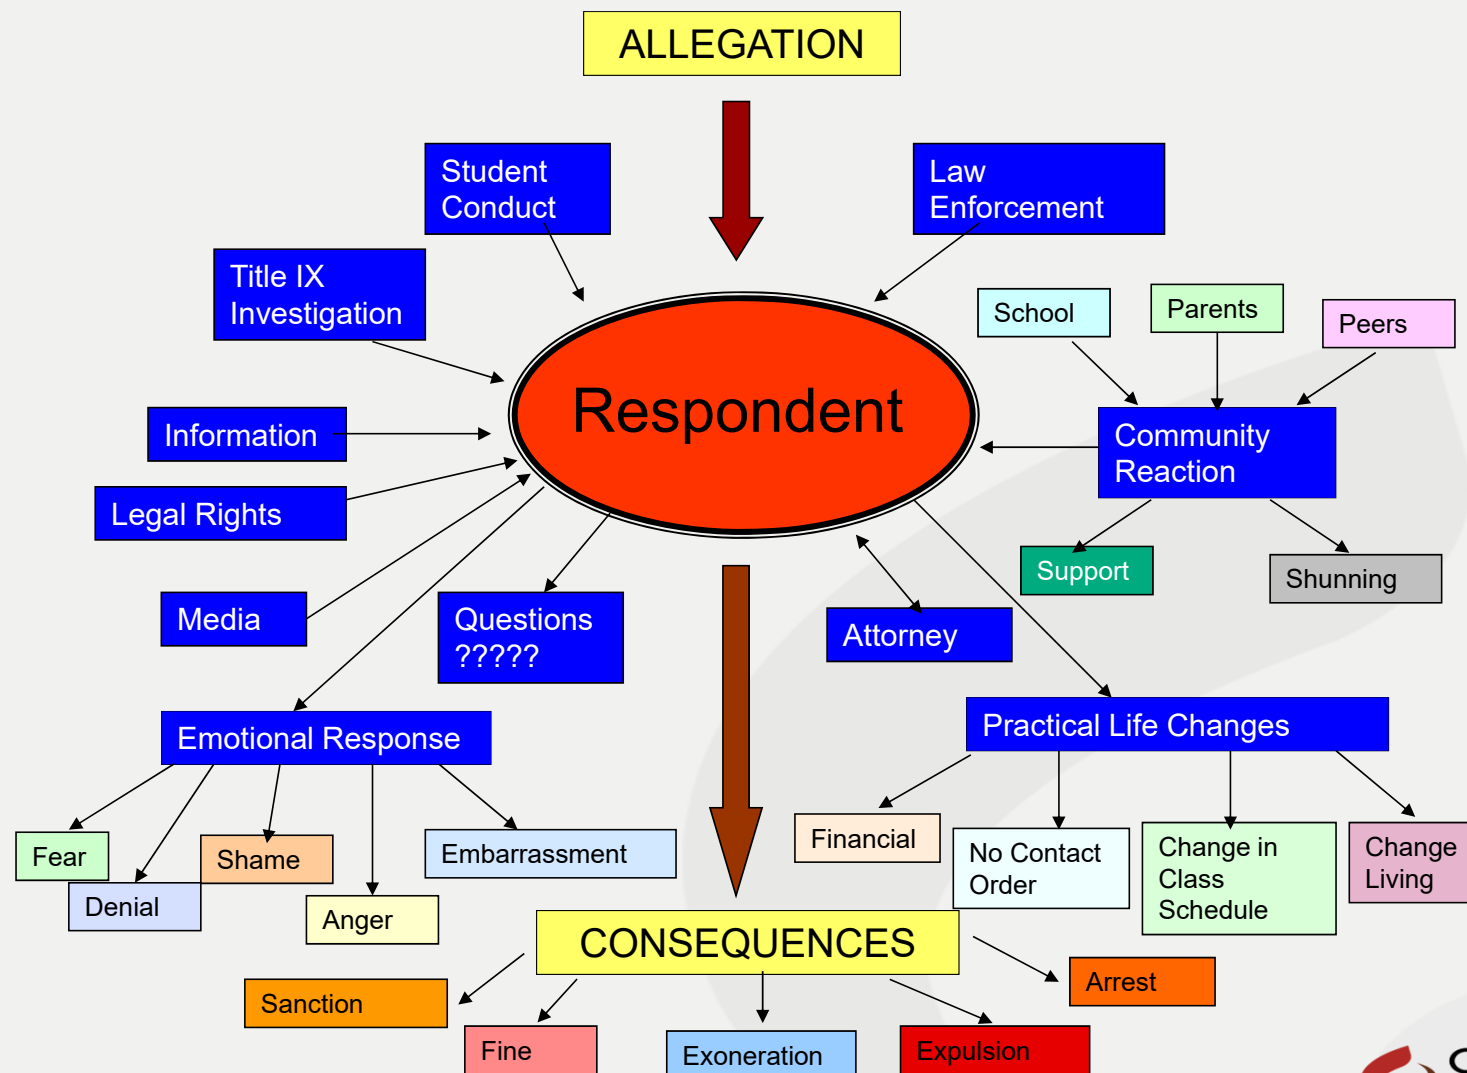 ALLEGATION
Student
Conduct
Law
Enforcement
Title IX
Investigation
School
Parents
Peers
Respondent
Information
Community
Reaction
Legal Rights
Support
Shunning
Media
Questions
?????
Attorney
Emotional Response
Practical Life Changes
Fear
Shame
Embarrassment
Denial
Anger
Financial
No Contact
Order
Change in
Class
Schedule
Change
Living
CONSEQUENCES
Sanction
Arrest
Fine
Exoneration
Expulsion